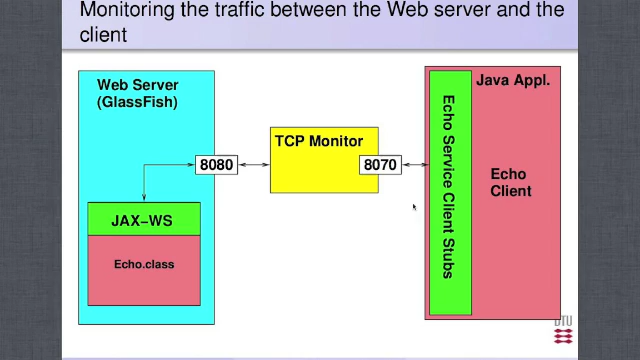 Monitoring the traffic between the Web server and the
client
Web Server
(GlassFish)
8080
JAX−WS
Echo.class
TCP Monitor
8070
Echo Service Client Stubs
Java Appl.
Echo
Client
DTU